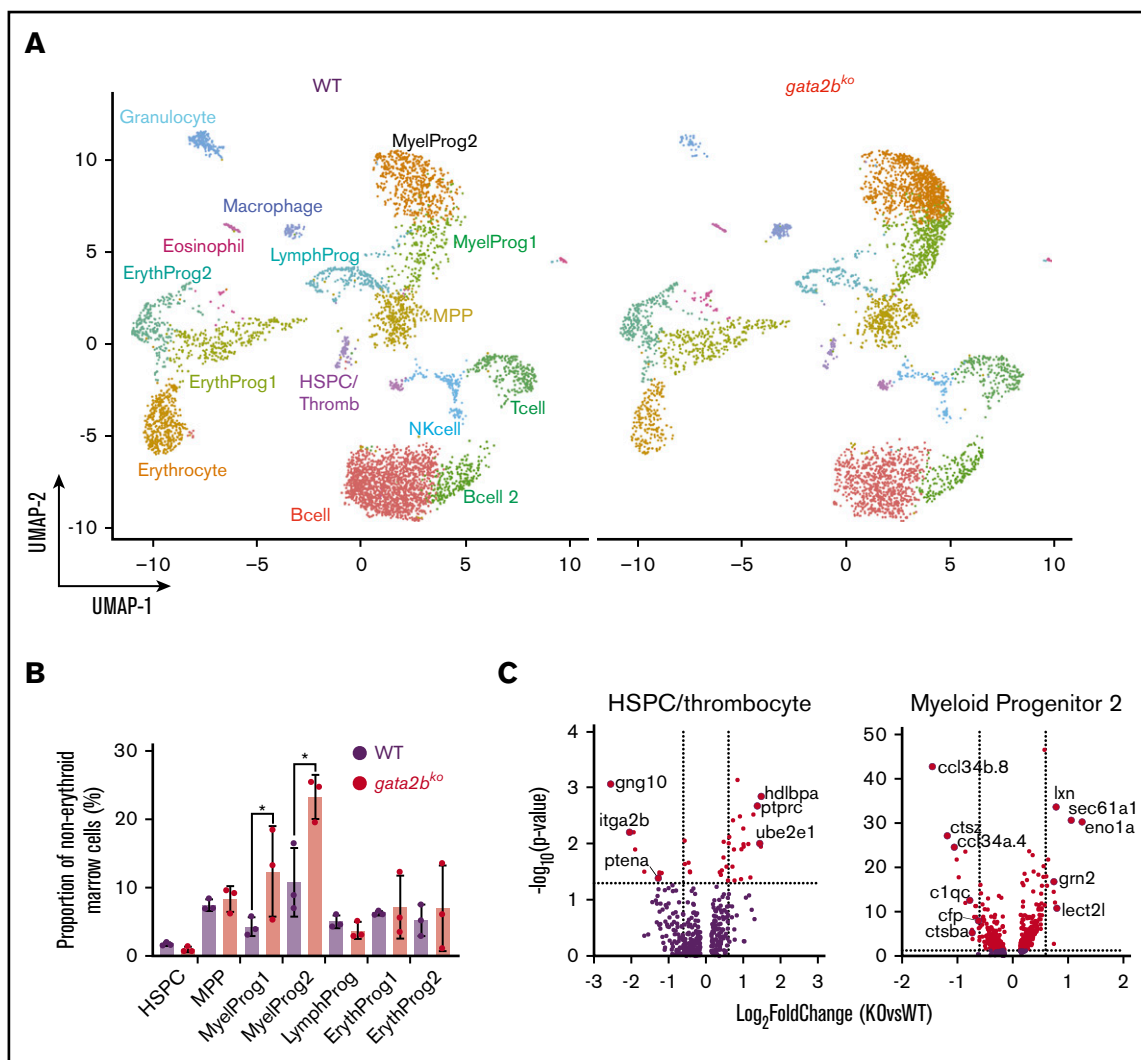 A
WT
gata2b^ko
Granulocyte
MyelProg2
Macrophage
Eosinophil
LymphProg
MyelProg1
ErythProg2
MPP
ErythProg1
HSPC/
Thromb
Tcell
NKcell
Erythrocyte
Bcell 2
Bcell
10
5
0
-5
-10
UMAP-2
−10
−5
0
5
10
−10
−5
0
5
10
UMAP-1
B
Proportion of non-erythroid
marrow cells (%)
30
20
10
0
*
*
WT
gata2b^ko
HSPC
MPP
MyelProg1
MyelProg2
LymphProg
ErythProg1
ErythProg2
C
HSPC/thrombocyte
-log10(p-value)
4
3
2
1
0
gng10
itga2b
ptena
hdlbpa
ptprc
ube2e1
-3
-2
-1
0
1
2
3
Myeloid Progenitor 2
50
40
30
20
10
0
ccl34b.8
lxn
sec61a1
ctsz
eno1a
ccl34a.4
grn2
c1qc
lect2l
cfp
ctsba
-2
-1
0
1
2
Log2FoldChange (KOvsWT)